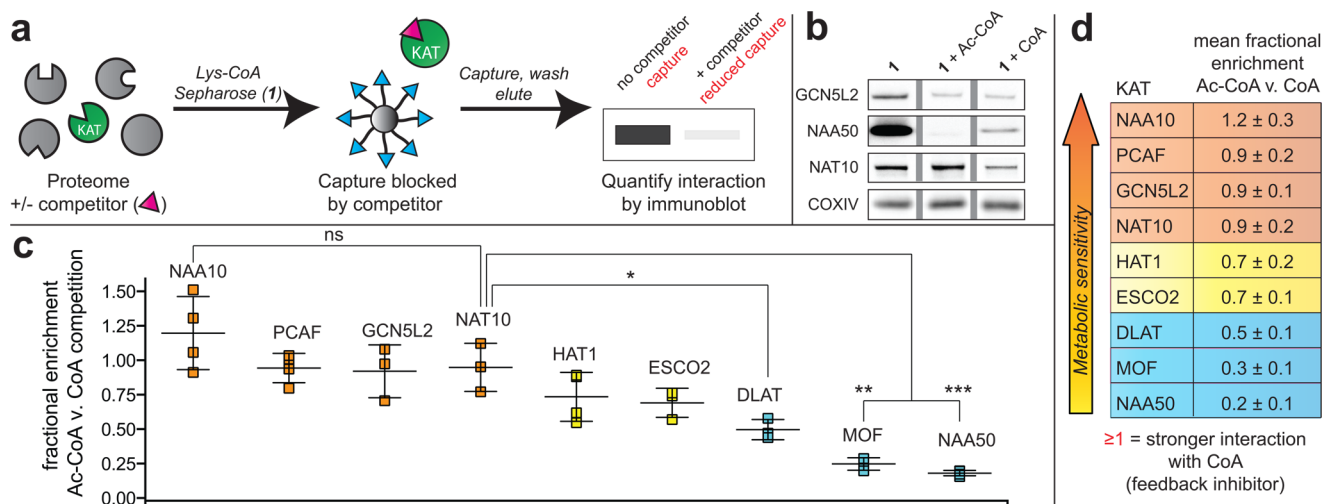 a
KAT
Proteome
+/- competitor ( )
Lys-CoA
Sepharose (1)
KAT
Capture blocked
by competitor
Capture, wash
elute
no competitor
capture
+ competitor
reduced capture
Quantify interaction
by immunoblot
b
1
1 + Ac-CoA
1 + CoA
GCN5L2
NAA50
NAT10
COXIV
c
fractional enrichment
Ac-CoA v. CoA competition
1.50
1.25
1.00
0.75
0.50
0.25
0.00
ns
*
**
***
NAA10
PCAF
GCN5L2
NAT10
HAT1
ESCO2
DLAT
MOF
NAA50
d
Metabolic sensitivity
mean fractional
enrichment
KAT Ac-CoA v. CoA
NAA10 1.2 ± 0.3
PCAF 0.9 ± 0.2
GCN5L2 0.9 ± 0.1
NAT10 0.9 ± 0.2
HAT1 0.7 ± 0.2
ESCO2 0.7 ± 0.1
DLAT 0.5 ± 0.1
MOF 0.3 ± 0.1
NAA50 0.2 ± 0.1
≥1 = stronger interaction
with CoA
(feedback inhibitor)